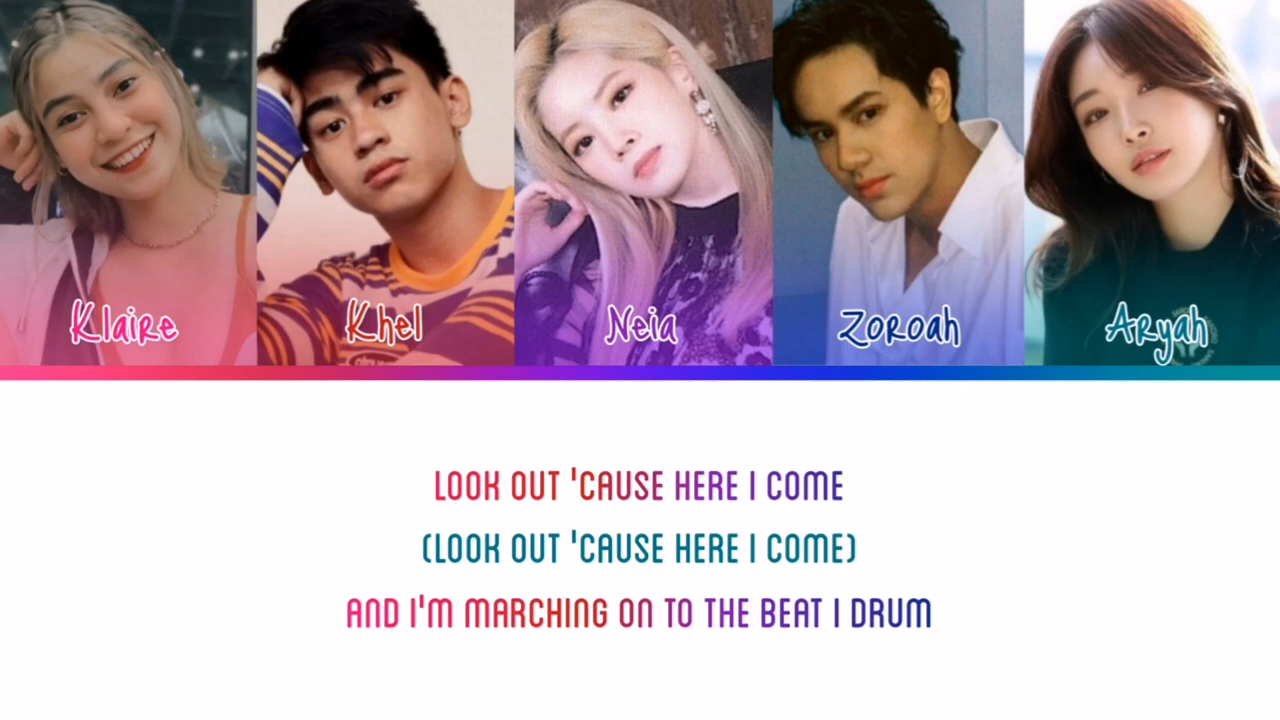 Klaire
Khel
Neia
Zoroah
Aryah
LOOK OUT 'CAUSE HERE I COME
(LOOK OUT 'CAUSE HERE I COME)
AND I'M MARCHING ON TO THE BEAT I DRUM